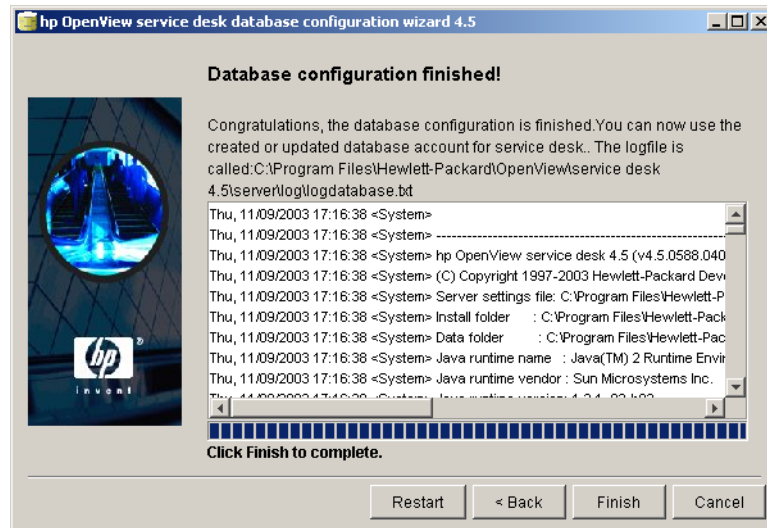 hp OpenView service desk database configuration wizard 4.5
Database configuration finished!
Congratulations, the database configuration is finished.You can now use the
created or updated database account for service desk.. The logfile is
called:C:\Program Files\Hewlett-Packard\OpenView\service desk
4.5\server\log\logdatabase.txt
Thu, 11/09/2003 17:16:38 <System>
Thu, 11/09/2003 17:16:38 <System> ----------------------------------------------------
Thu, 11/09/2003 17:16:38 <System> hp OpenView service desk 4.5 (v4.5.0588.040
Thu, 11/09/2003 17:16:38 <System> (C) Copyright 1997-2003 Hewlett-Packard Dev
Thu, 11/09/2003 17:16:38 <System> Server settings file: C:\Program Files\Hewlett-P
Thu, 11/09/2003 17:16:38 <System> Install folder : C:\Program Files\Hewlett-Pack
Thu, 11/09/2003 17:16:38 <System> Data folder : C:\Program Files\Hewlett-Pac
Thu, 11/09/2003 17:16:38 <System> Java runtime name : Java(TM) 2 Runtime Envir
Thu, 11/09/2003 17:16:38 <System> Java runtime vendor : Sun Microsystems Inc.
hp
invent
Click Finish to complete.
Restart
< Back
Finish
Cancel